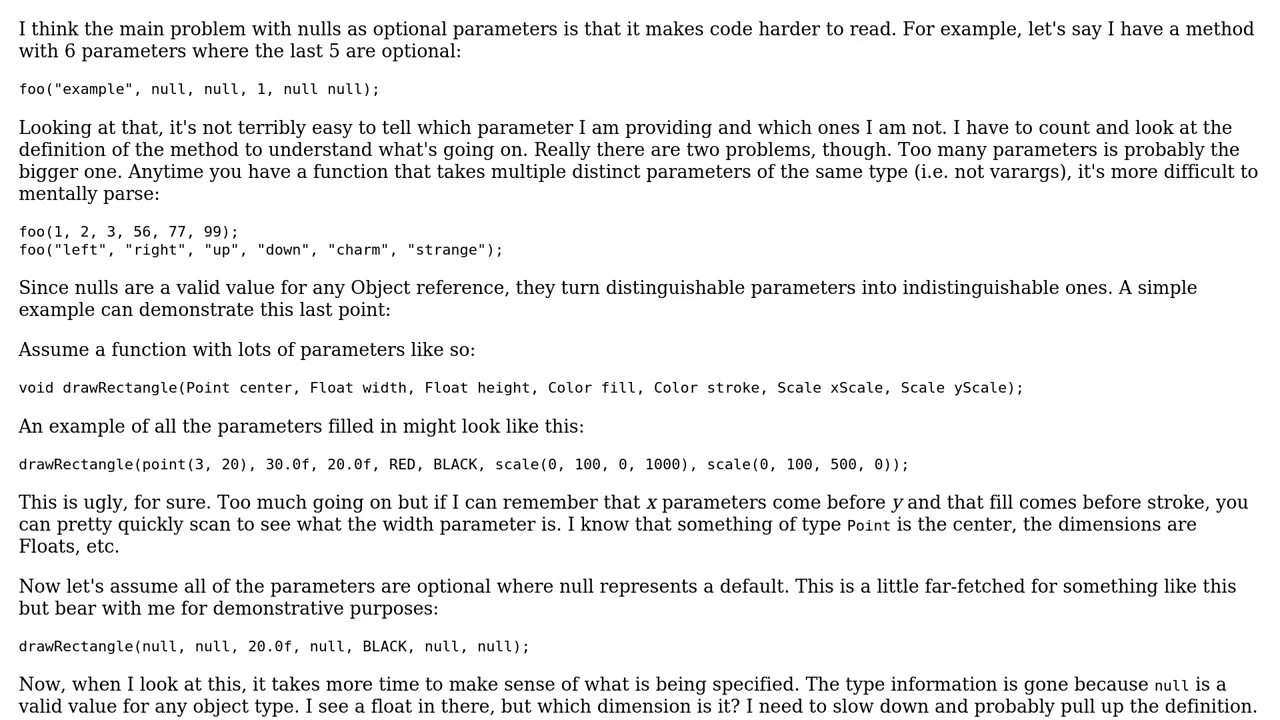 I think the main problem with nulls as optional parameters is that it makes code harder to read. For example, let's say I have a method
with 6 parameters where the last 5 are optional:
foo("example", null, null, 1, null null);
Looking at that, it's not terribly easy to tell which parameter I am providing and which ones I am not. I have to count and look at the
definition of the method to understand what's going on. Really there are two problems, though. Too many parameters is probably the
bigger one. Anytime you have a function that takes multiple distinct parameters of the same type (i.e. not varargs), it's more difficult to
mentally parse:
foo(1, 2, 3, 56, 77, 99);
foo("left", "right", "up", "down", "charm", "strange");
Since nulls are a valid value for any Object reference, they turn distinguishable parameters into indistinguishable ones. A simple
example can demonstrate this last point:
Assume a function with lots of parameters like so:
void drawRectangle(Point center, Float width, Float height, Color fill, Color stroke, Scale xScale, Scale yScale);
An example of all the parameters filled in might look like this:
drawRectangle(point(3, 20), 30.0f, 20.0f, RED, BLACK, scale(0, 100, 0, 1000), scale(0, 100, 500, 0));
This is ugly, for sure. Too much going on but if I can remember that x parameters come before y and that fill comes before stroke, you
can pretty quickly scan to see what the width parameter is. I know that something of type Point is the center, the dimensions are
Floats, etc.
Now let's assume all of the parameters are optional where null represents a default. This is a little far-fetched for something like this
but bear with me for demonstrative purposes:
drawRectangle(null, null, 20.0f, null, BLACK, null, null);
Now, when I look at this, it takes more time to make sense of what is being specified. The type information is gone because null is a
valid value for any object type. I see a float in there, but which dimension is it? I need to slow down and probably pull up the definition.